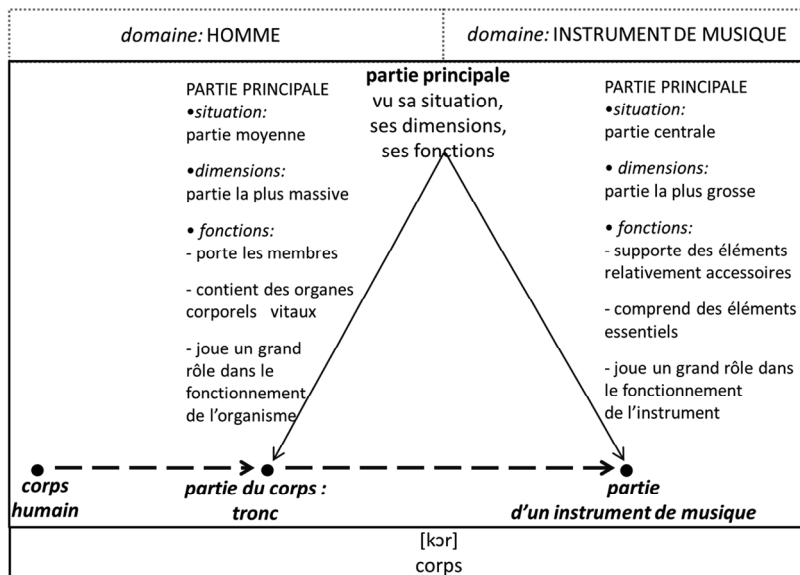 domaine: HOMME
domaine: INSTRUMENT DE MUSIQUE
partie principale
vu sa situation,
ses dimensions,
ses fonctions
PARTIE PRINCIPALE
•situation:
partie moyenne
•dimensions:
partie la plus massive
• fonctions:
- porte les membres
- contient des organes
corporels vitaux
- joue un grand
rôle dans le
fonctionnement
de l’organisme
PARTIE PRINCIPALE
•situation:
partie centrale
• dimensions:
partie la plus grosse
• fonctions:
- supporte des éléments
relativement accessoires
- comprend des éléments
essentiels
- joue un grand rôle dans
le fonctionnement
de l’instrument
corps
humain
partie du corps :
tronc
partie
d’un instrument de musique
[kɔr]
corps